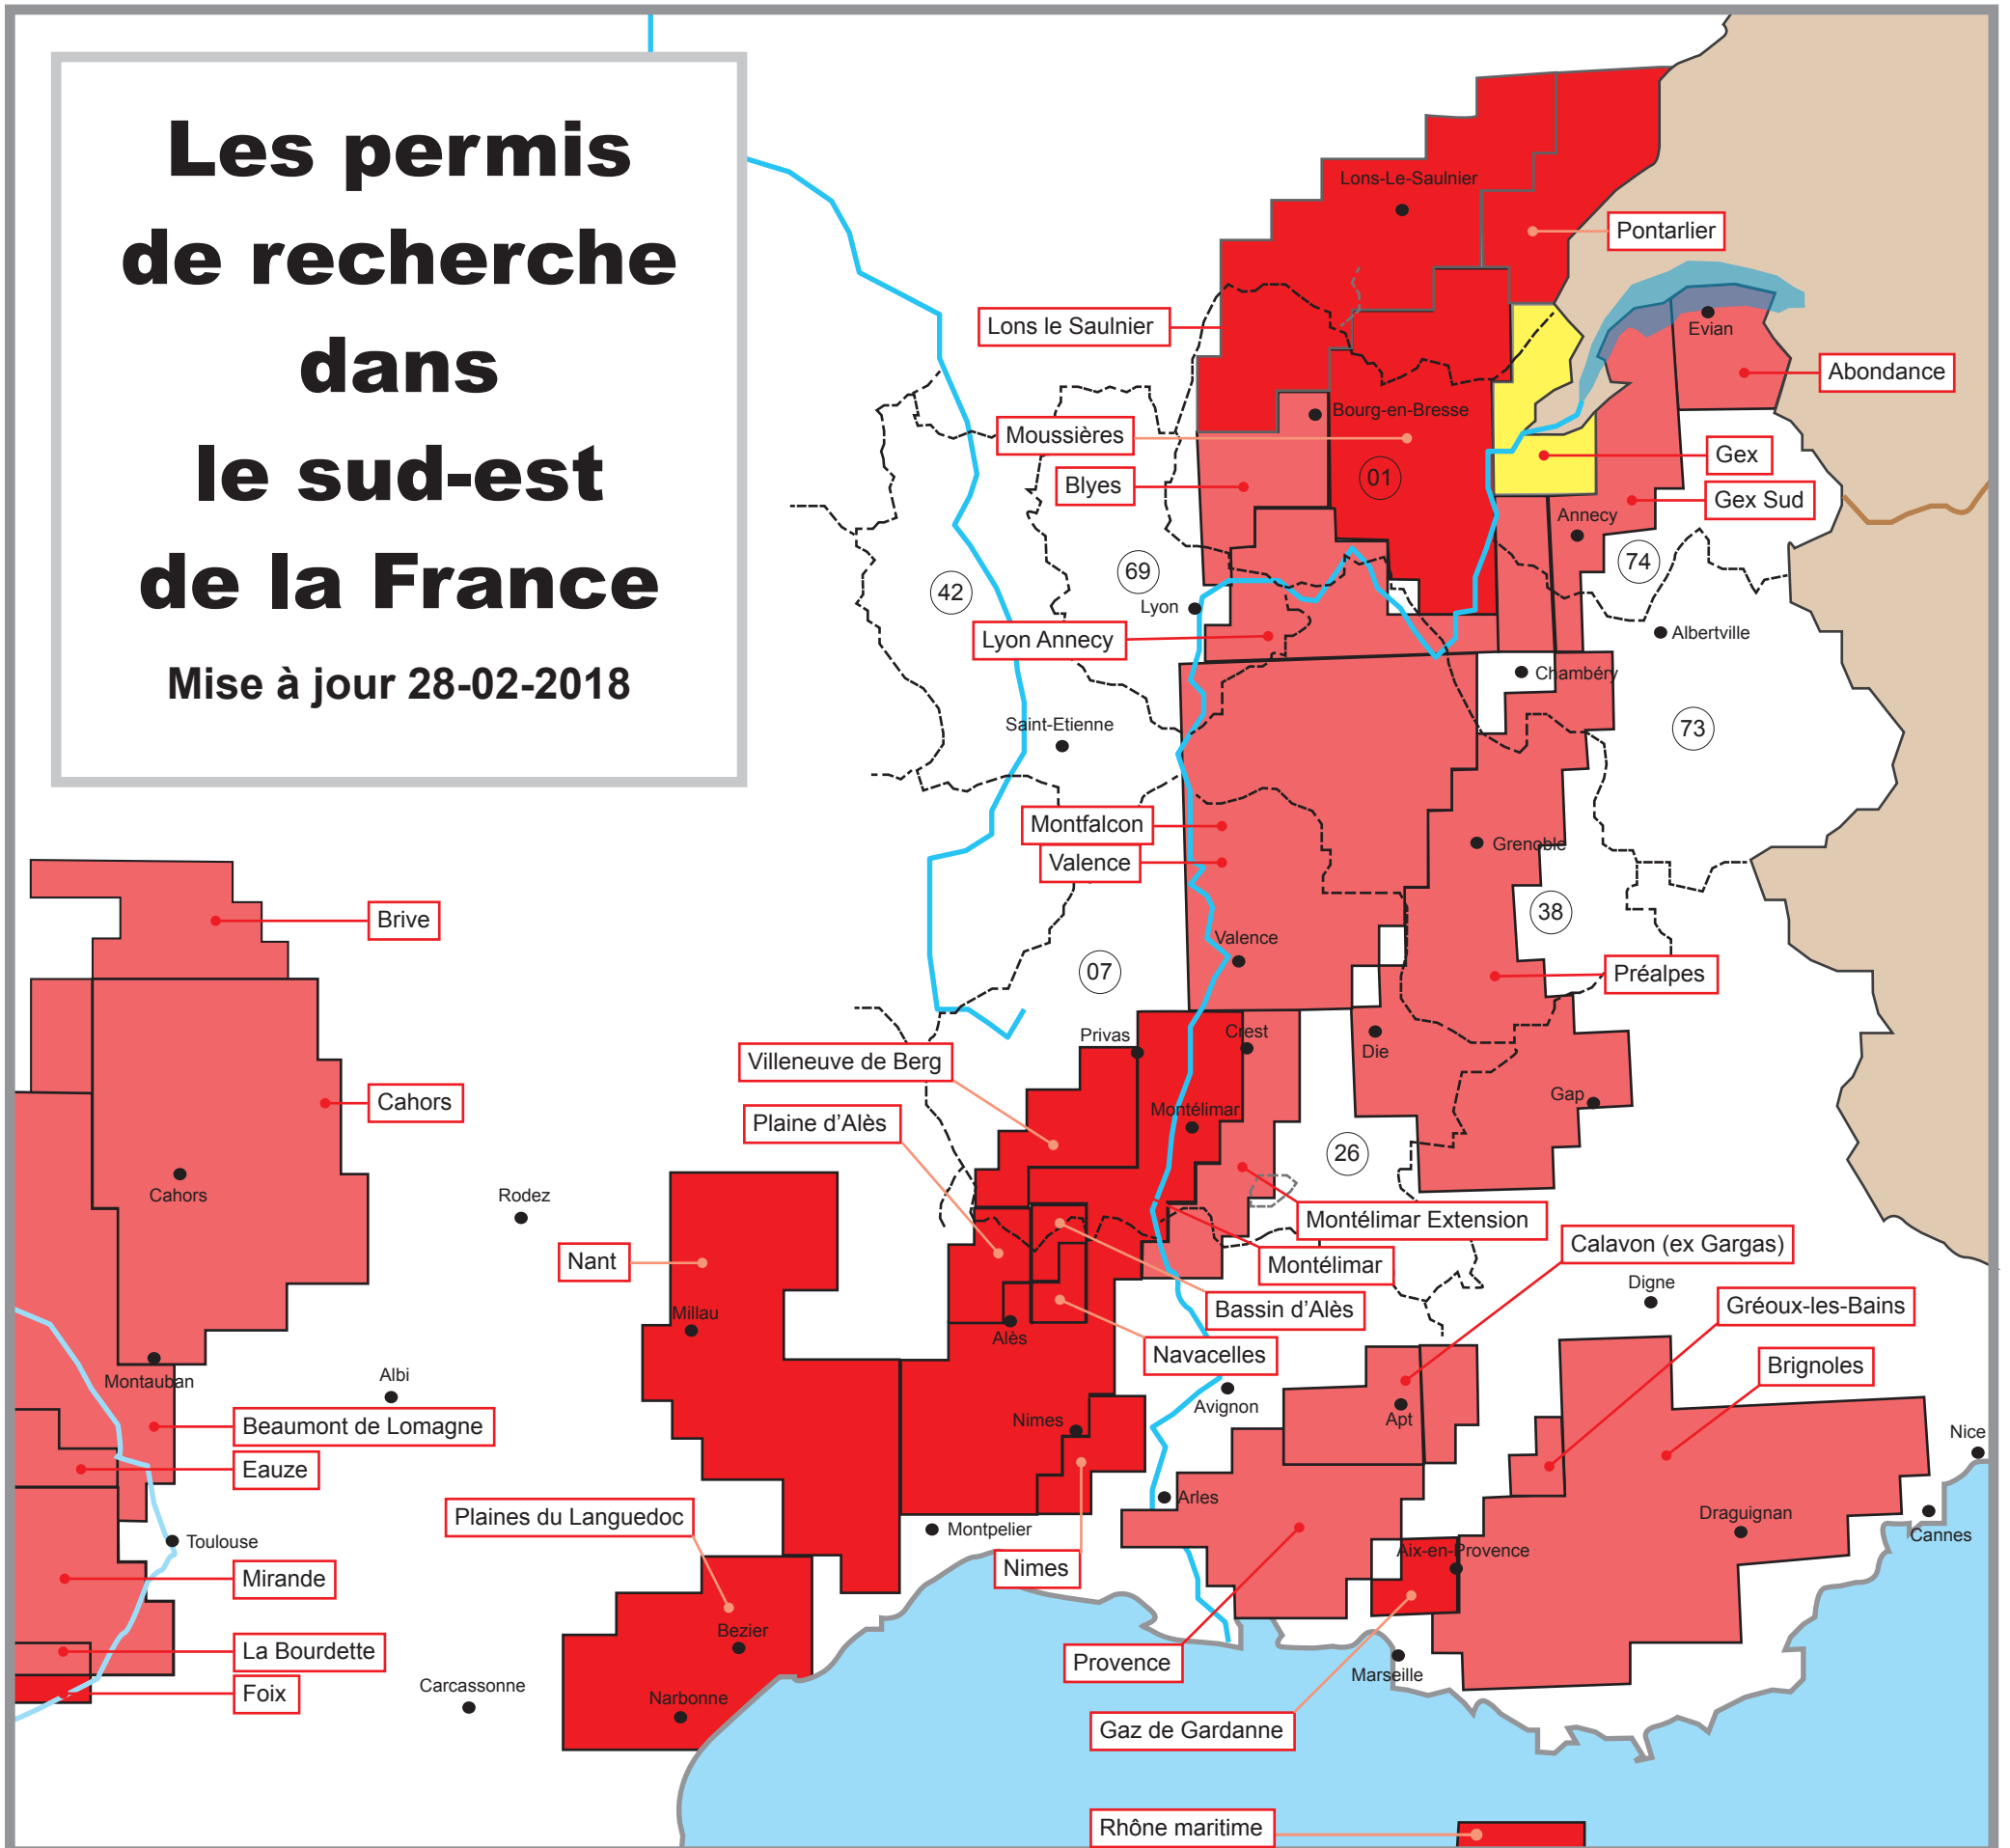 Les permis
de recherche
dans
le sud-est
de la France
Mise à jour 28-02-2018
Lons-Le-Saulnier
Pontarlier
Lons le Saulnier
Evian
Abondance
Bourg-en-Bresse
Moussières
Gex
01
Blyes
Gex Sud
Annecy
74
69
42
Lyon
Lyon Annecy
Albertville
Chambéry
Saint-Etienne
73
Montfalcon
Grenoble
Valence
Brive
38
Valence
07
Préalpes
Privas
Crest
Die
Villeneuve de Berg
Gap
Cahors
Montélimar
Plaine d'Alès
26
Cahors
Rodez
Montélimar Extension
Calavon (ex Gargas)
Nant
Montélimar
Digne
Millau
Bassin d'Alès
Gréoux-les-Bains
Alès
Navacelles
Brignoles
Albi
Montauban
Avignon
Apt
Nimes
Beaumont de Lomagne
Nice
Eauze
Arles
Plaines du Languedoc
Draguignan
Montpelier
Cannes
Toulouse
Aix-en-Provence
Nimes
Mirande
Bezier
La Bourdette
Provence
Marseille
Foix
Carcassonne
Narbonne
Gaz de Gardanne
Rhône maritime